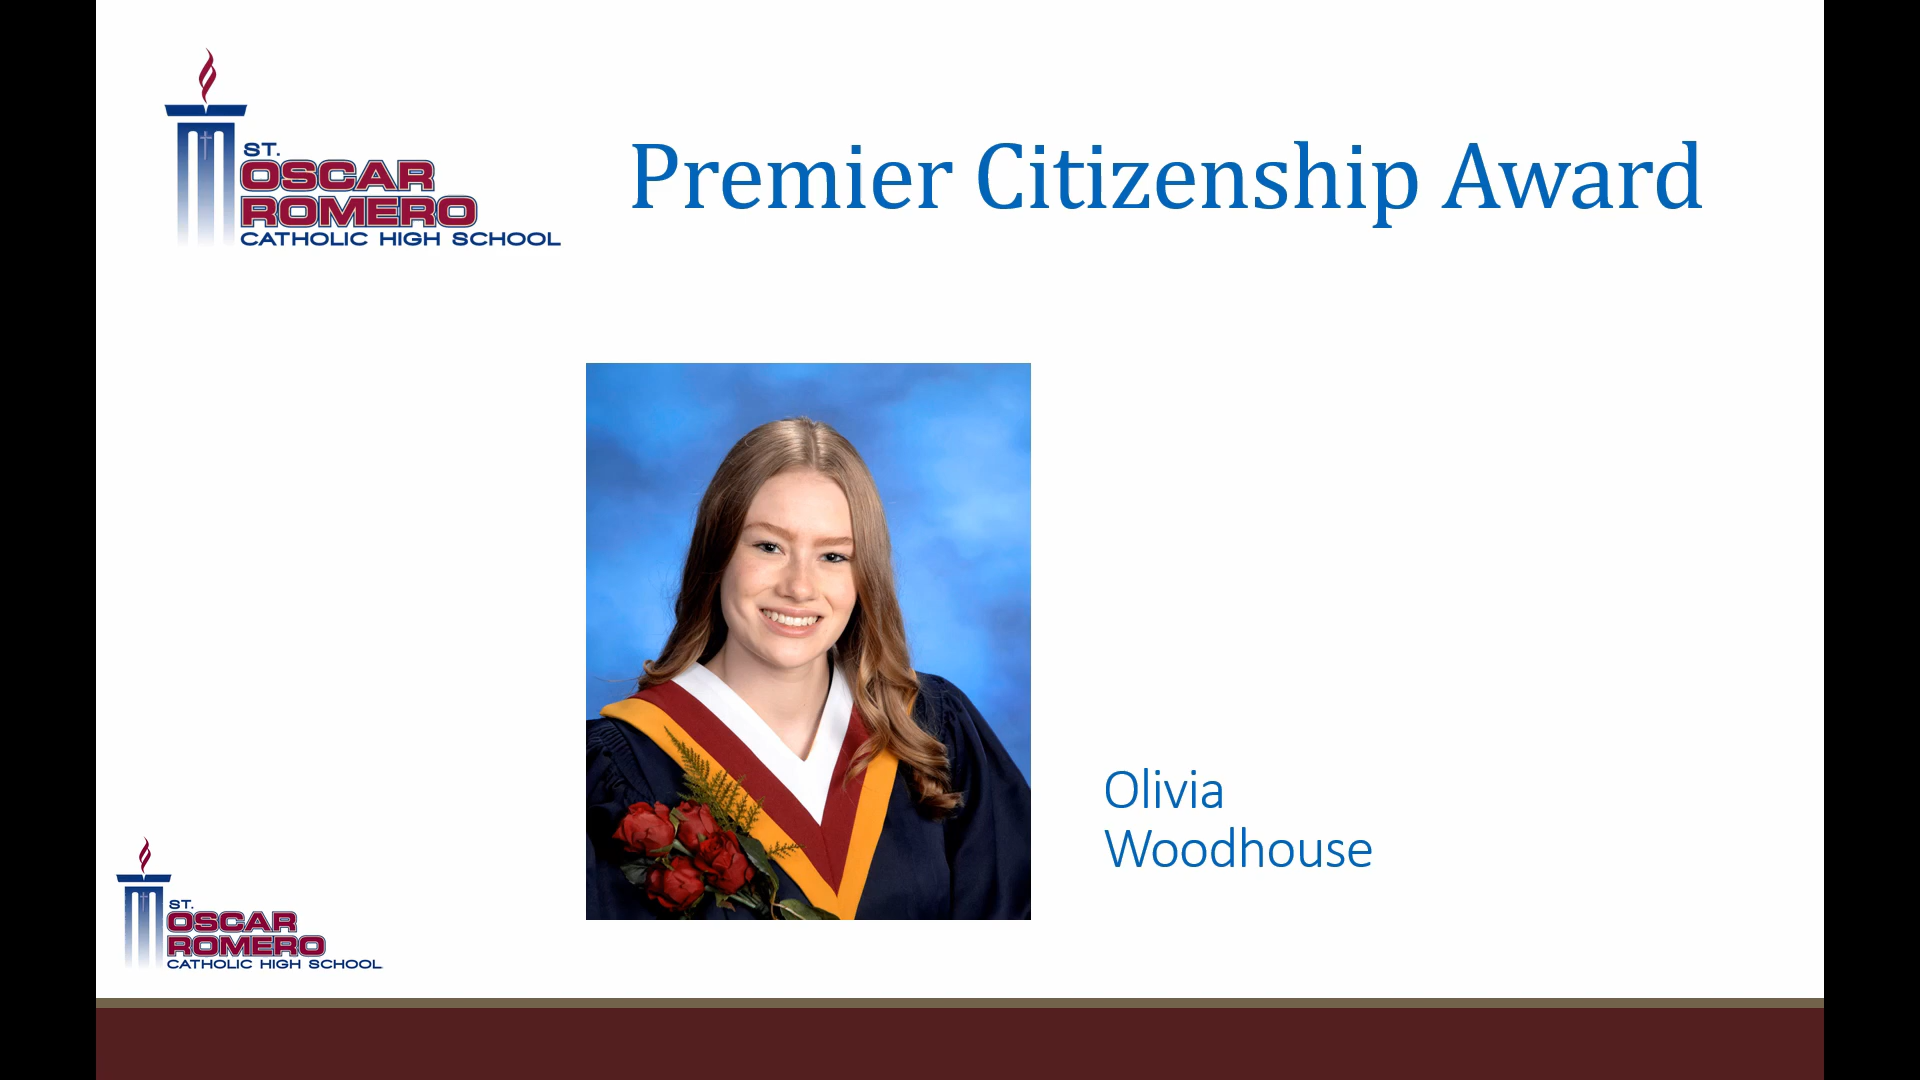 ST.
OSCAR
ROMERO
CATHOLIC HIGH SCHOOL
Premier Citizenship Award
Olivia
Woodhouse
ST.
OSCAR
ROMERO
CATHOLIC HIGH SCHOOL